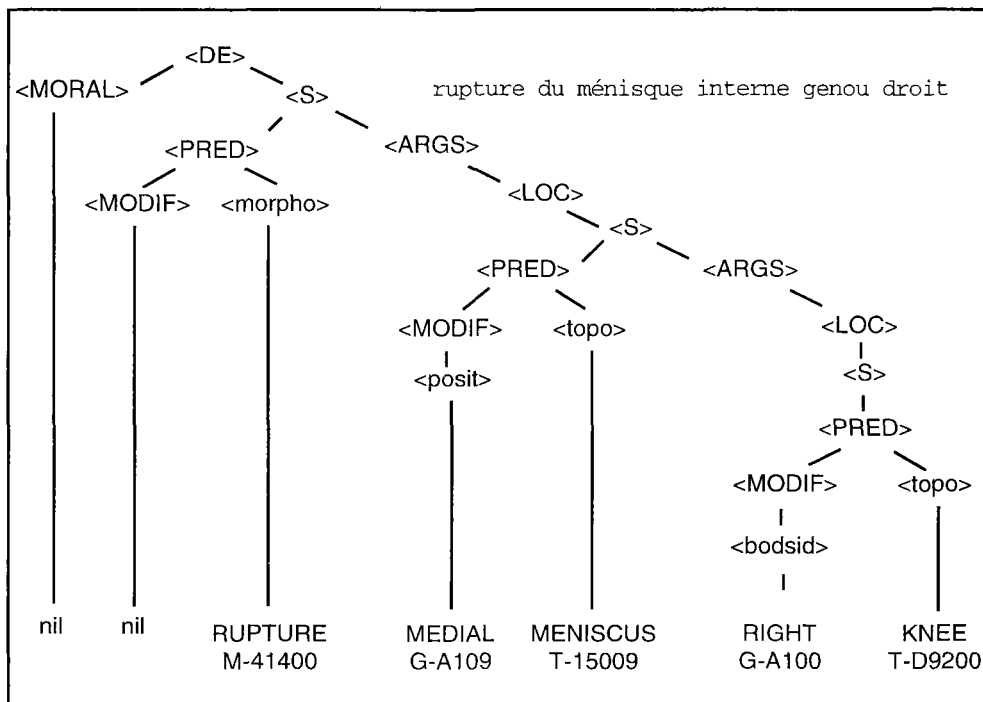 <DE>
<MORAL>
<S>
rupture du ménisque interne genou droit
<PRED>
<ARGS>
<MODIF>
<morpho>
<LOC>
<S>
<PRED>
<ARGS>
<MODIF>
<topo>
<LOC>
<posit>
<S>
<PRED>
<MODIF>
<topo>
<bodsid>
nil
nil
RUPTURE
M-41400
MEDIAL
G-A109
MENISCUS
T-15009
RIGHT
G-A100
KNEE
T-D9200